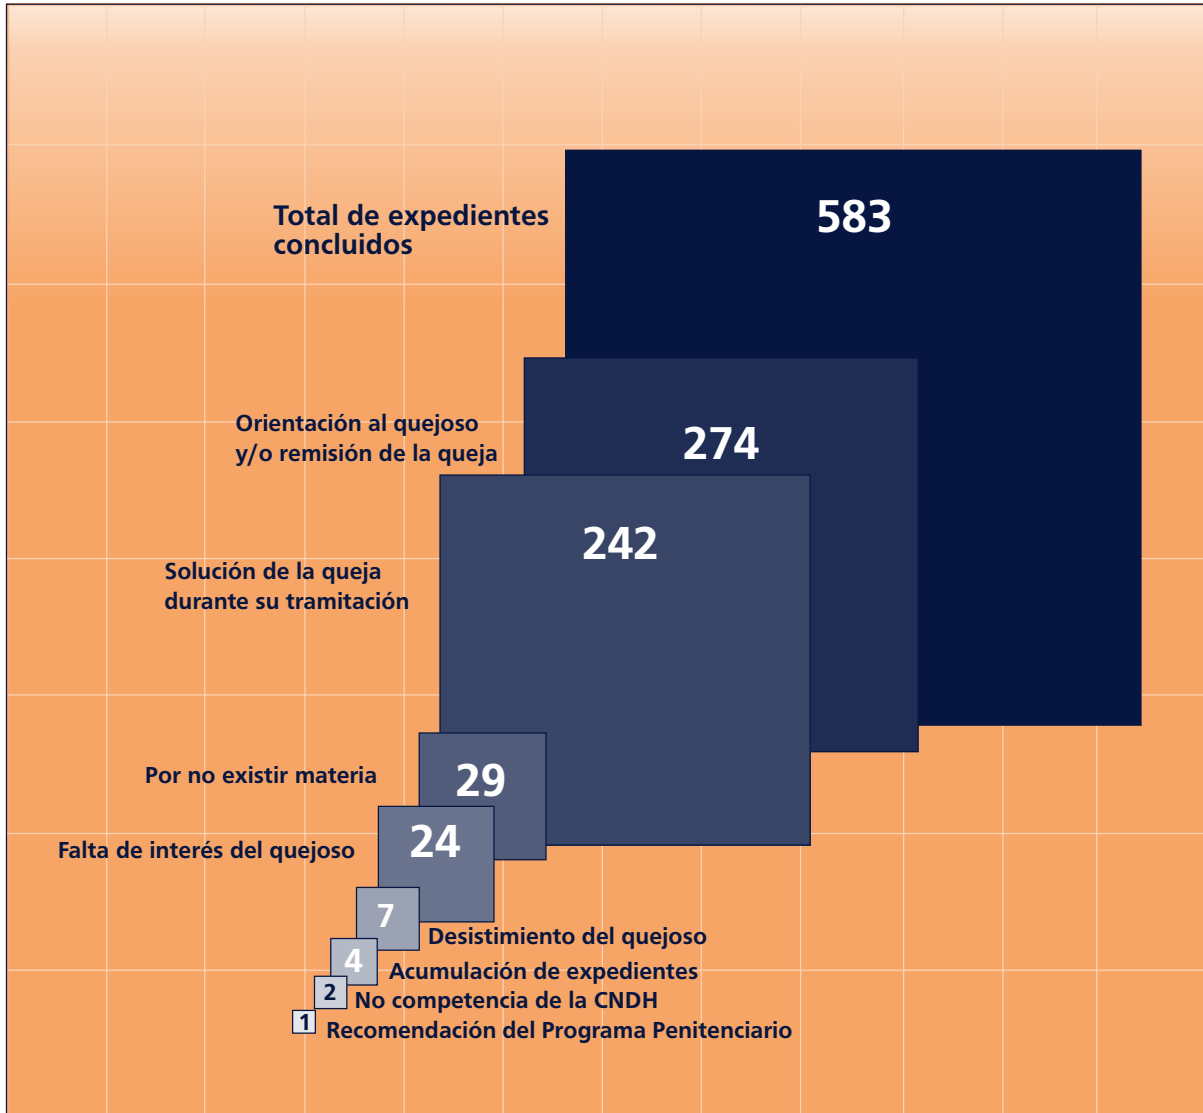 583
Total de expedientes
concluidos
Orientación al quejoso
y/o remisión de la queja
274
242
Solución de la queja
durante su tramitación
Por no existir materia
29
Falta de interés del quejoso
24
7
Desistimiento del quejoso
4
Acumulación de expedientes
2
No competencia de la CNDH
1
Recomendación del Programa Penitenciario